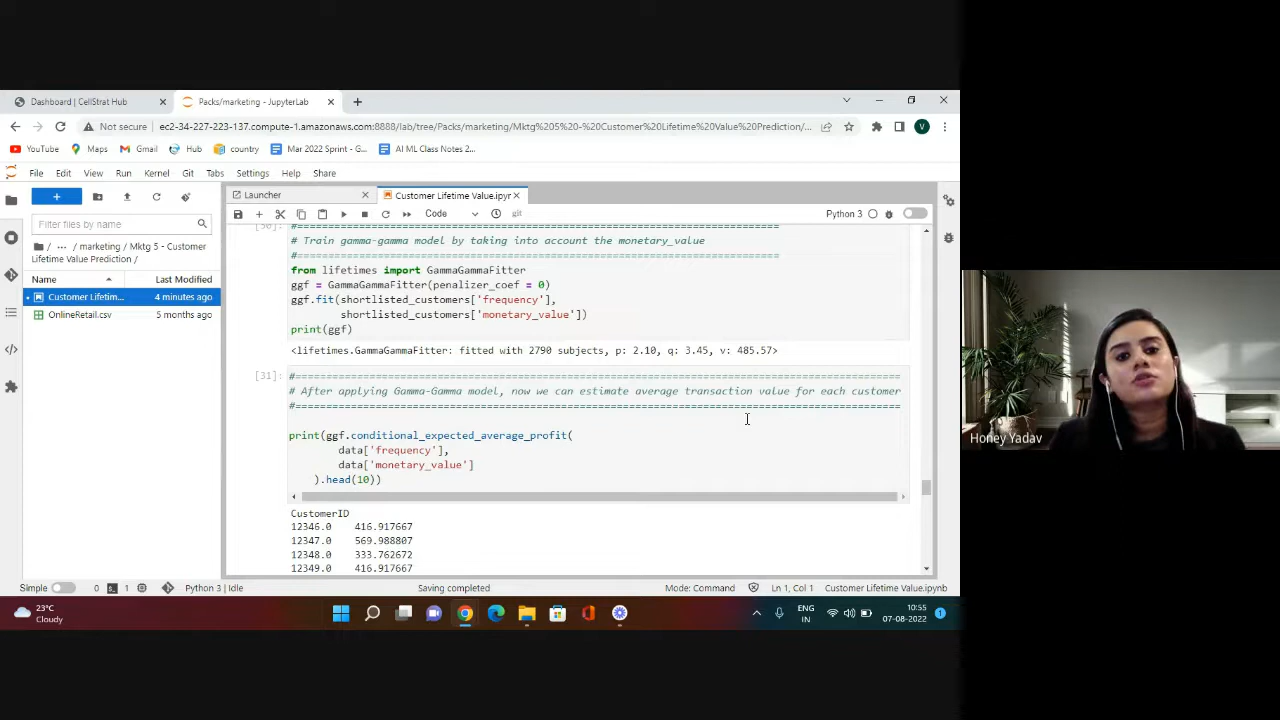 Dashboard | CellStrat Hub
Packs/marketing - JupyterLab
Not secure
ec2-34-227-223-137.compute-1.amazonaws.com:8888/lab/tree/Packs/marketing/Mktg%205%20-%20Customer%20Lifetime%20Value%20Prediction/...
V
YouTube
Maps
Gmail
Hub
country
Mar 2022 Sprint - G...
AI ML Class Notes 2...
File Edit View Run Kernel Git Tabs Settings Help Share
Launcher
Customer Lifetime Value.ipyr
Code
git
Python 3
Filter files by name
/ ... / marketing / Mktg 5 - Customer
Lifetime Value Prediction /
Name
Last Modified
Customer Lifetim...
4 minutes ago
OnlineRetail.csv
5 months ago
#==============================================================================
# Train gamma-gamma model by taking into account the monetary_value
#==============================================================================
from lifetimes import GammaGammaFitter
ggf = GammaGammaFitter(penalizer_coef = 0)
ggf.fit(shortlisted_customers['frequency'],
shortlisted_customers['monetary_value'])
print(ggf)
<lifetimes.GammaGammaFitter: fitted with 2790 subjects, p: 2.10, q: 3.45, v: 485.57>
[31]:
#==================================================================================
# After applying Gamma-Gamma model, now we can estimate average transaction value for each customer
#==================================================================================
print(ggf.conditional_expected_average_profit(
data['frequency'],
data['monetary_value']
).head(10))
CustomerID
12346.0 416.917667
12347.0 569.988807
12348.0 333.762672
12349.0 416.917667
Simple
0
1
Python 3 | Idle
Saving completed
Mode: Command
Ln 1, Col 1
Customer Lifetime Value.ipynb
23°C
Cloudy
ENG
IN
10:55
07-08-2022
1
Honey Yadav